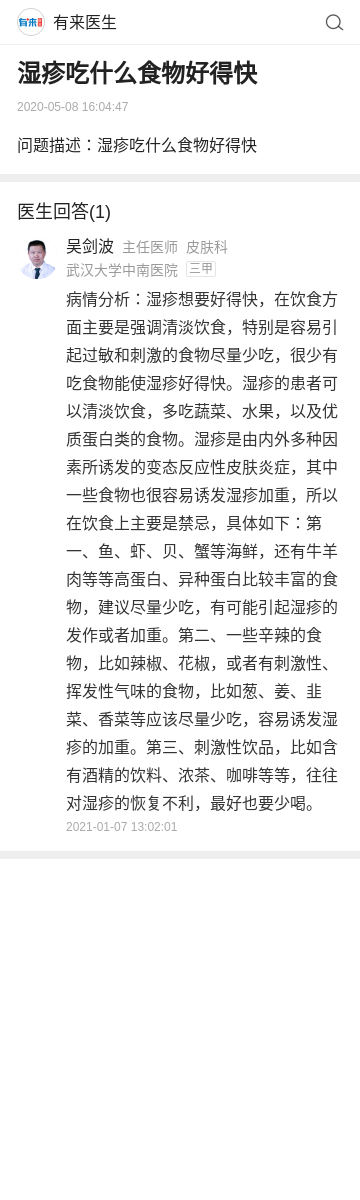 有来
有来医生
湿疹吃什么食物好得快
2020-05-08 16:04:47
问题描述：湿疹吃什么食物好得快
医生回答(1)
吴剑波 主任医师 皮肤科
武汉大学中南医院 三甲
病情分析：湿疹想要好得快，在饮食方
面主要是强调清淡饮食，特别是容易引
起过敏和刺激的食物尽量少吃，很少有
吃食物能使湿疹好得快。湿疹的患者可
以清淡饮食，多吃蔬菜、水果，以及优
质蛋白类的食物。湿疹是由内外多种因
素所诱发的变态反应性皮肤炎症，其中
一些食物也很容易诱发湿疹加重，所以
在饮食上主要是禁忌，具体如下：第
一、鱼、虾、贝、蟹等海鲜，还有牛羊
肉等等高蛋白、异种蛋白比较丰富的食
物，建议尽量少吃，有可能引起湿疹的
发作或者加重。第二、一些辛辣的食
物，比如辣椒、花椒，或者有刺激性、
挥发性气味的食物，比如葱、姜、韭
菜、香菜等应该尽量少吃，容易诱发湿
疹的加重。第三、刺激性饮品，比如含
有酒精的饮料、浓茶、咖啡等等，往往
对湿疹的恢复不利，最好也要少喝。
2021-01-07 13:02:01